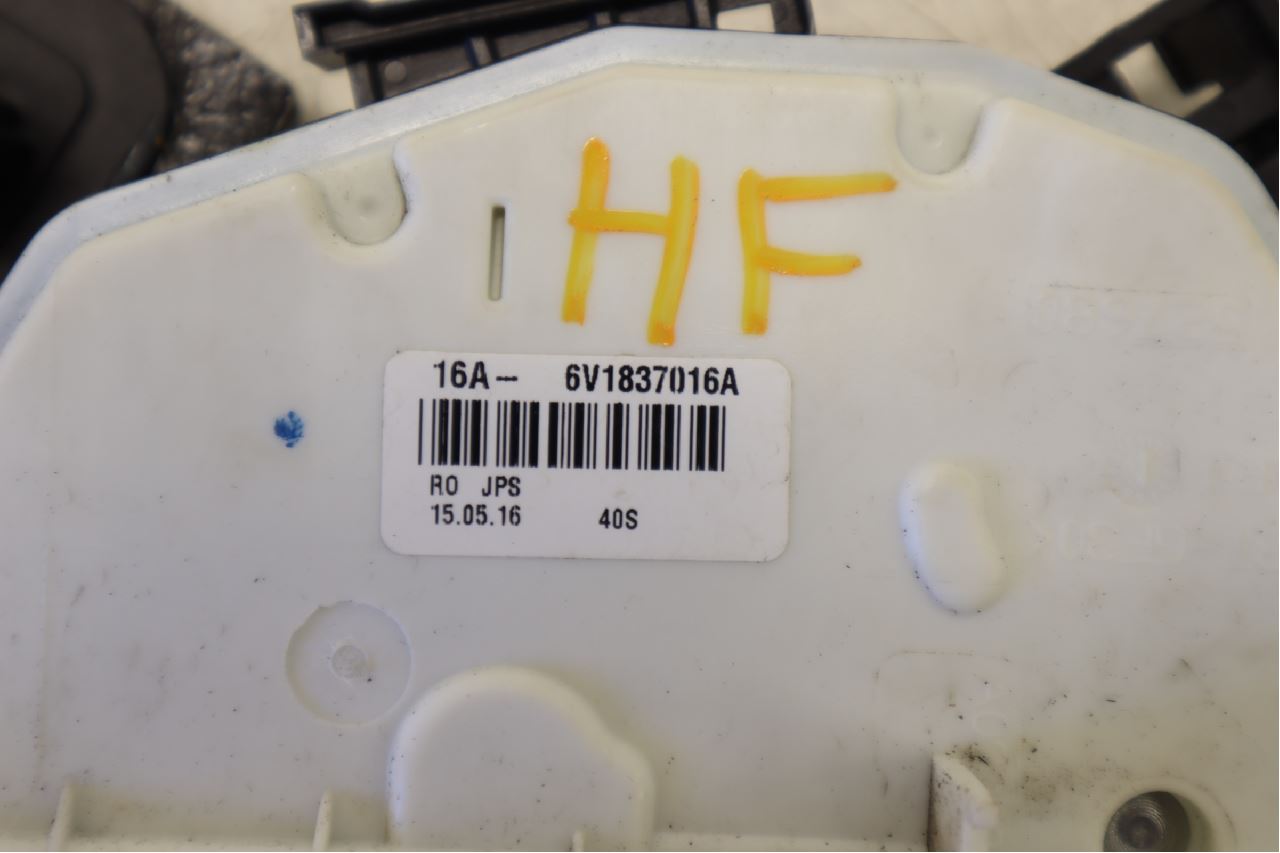 HF
16A- 6V1837016A
RO JPS
15.05.16 40S